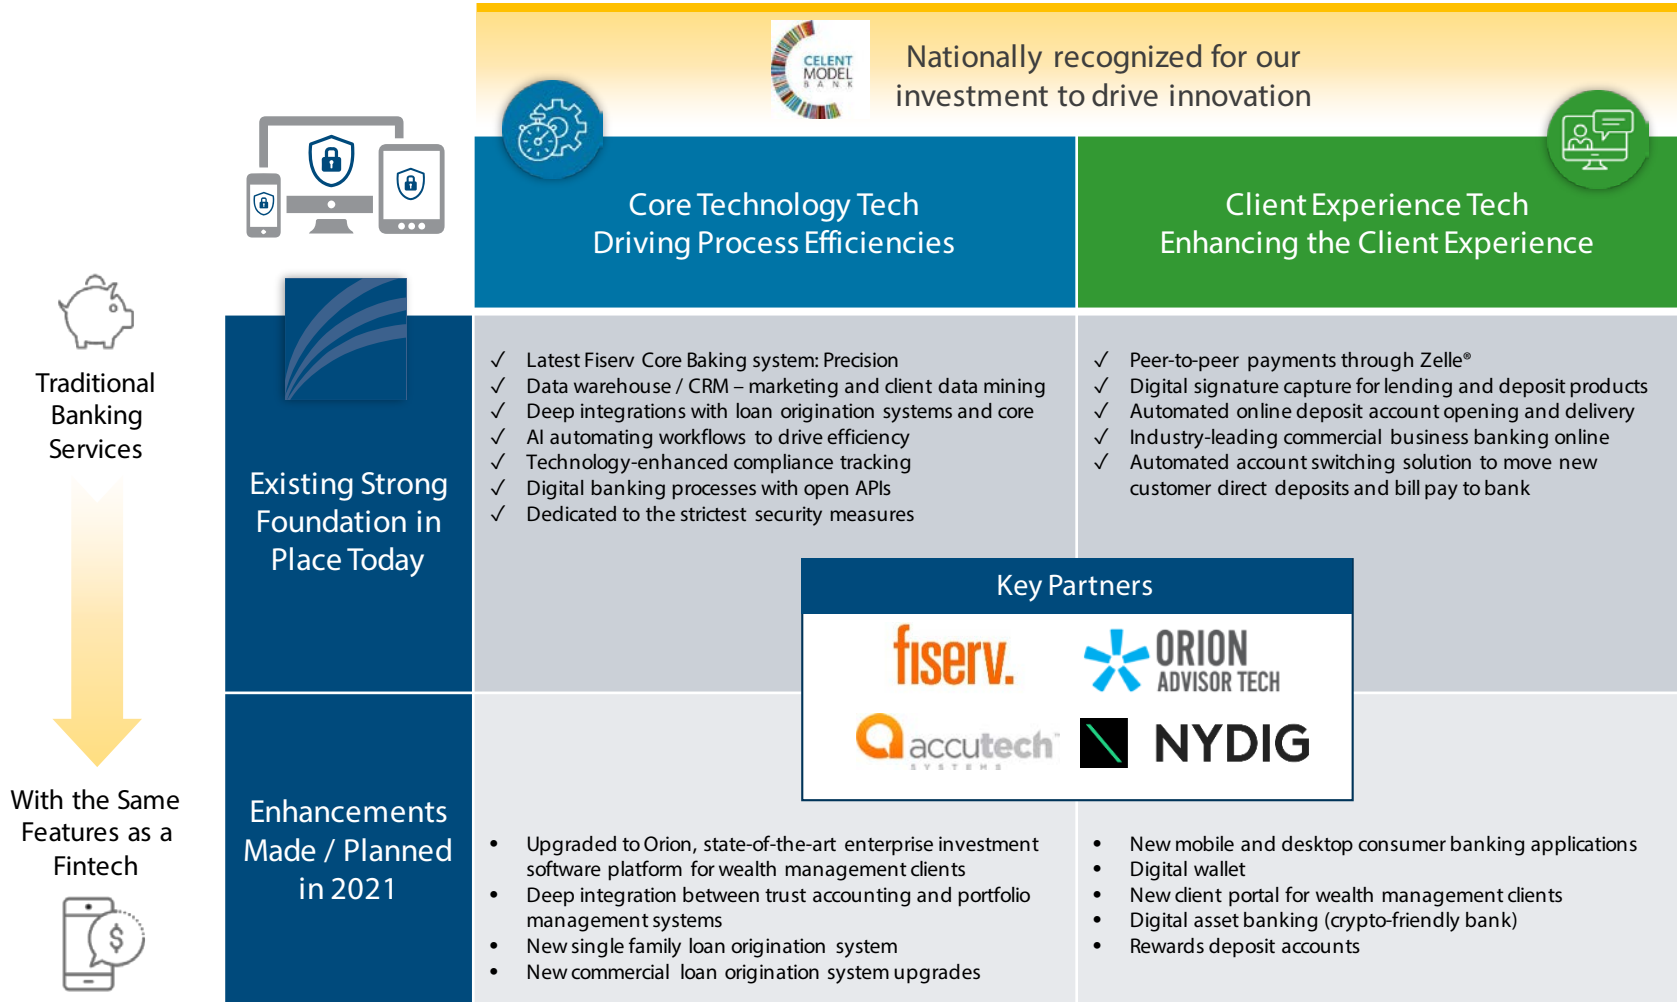 CELENT
MODEL
BANK
Nationally recognized for our
investment to drive innovation
Core Technology Tech
Driving Process Efficiencies
Client Experience Tech
Enhancing the Client Experience
Traditional
Banking
Services
With the Same
Features as a
Fintech
$
Existing Strong
Foundation in
Place Today
✓ Latest Fiserv Core Baking system: Precision
✓ Data warehouse / CRM – marketing and client data mining
✓ Deep integrations with loan origination systems and core
✓ AI automating workflows to drive efficiency
✓ Technology-enhanced compliance tracking
✓ Digital banking processes with open APIs
✓ Dedicated to the strictest security measures
✓ Peer-to-peer payments through Zelle®
✓ Digital signature capture for lending and deposit products
✓ Automated online deposit account opening and delivery
✓ Industry-leading commercial business banking online
✓ Automated account switching solution to move new
customer direct deposits and bill pay to bank
Key Partners
fiserv.
ORION
ADVISOR TECH
accutech™
SYSTEMS
NYDIG
Enhancements
Made / Planned
in 2021
• Upgraded to Orion, state-of-the-art enterprise investment
software platform for wealth management clients
• Deep integration between trust accounting and portfolio
management systems
• New single family loan origination system
• New commercial loan origination system upgrades
• New mobile and desktop consumer banking applications
• Digital wallet
• New client portal for wealth management clients
• Digital asset banking (crypto-friendly bank)
• Rewards deposit accounts